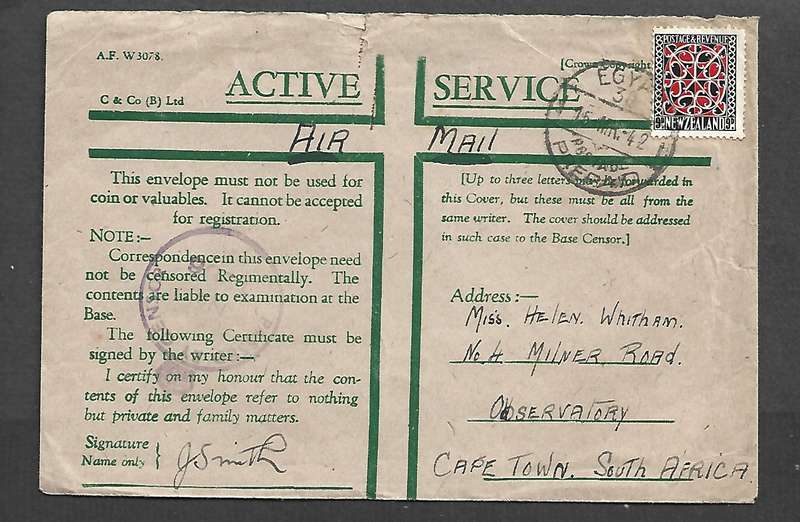 A.F. W3078.
[Crown Copyright
ACTIVE SERVICE
C & Co (B) Ltd
AIR MAIL
POSTAGE & REVENUE
9D NEW ZEALAND 9D
EGY
PREPAID
This envelope must not be used for
coin or valuables. It cannot be accepted
for registration.
NOTE:—
Correspondence in this envelope need
not be censored Regimentally. The
contents are liable to examination at the
Base.
The following Certificate must be
signed by the writer:—
I certify on my honour that the con-
tents of this envelope refer to nothing
but private and family matters.
Signature
Name only
J Smith
[Up to three letters may be forwarded in
this Cover, but these must be all from the
same writer. The cover should be addressed
in such case to the Base Censor.]
Address:—
Miss. Helen. Whitham.
No 4 Milner Road.
Observatory
Cape Town. South Africa.